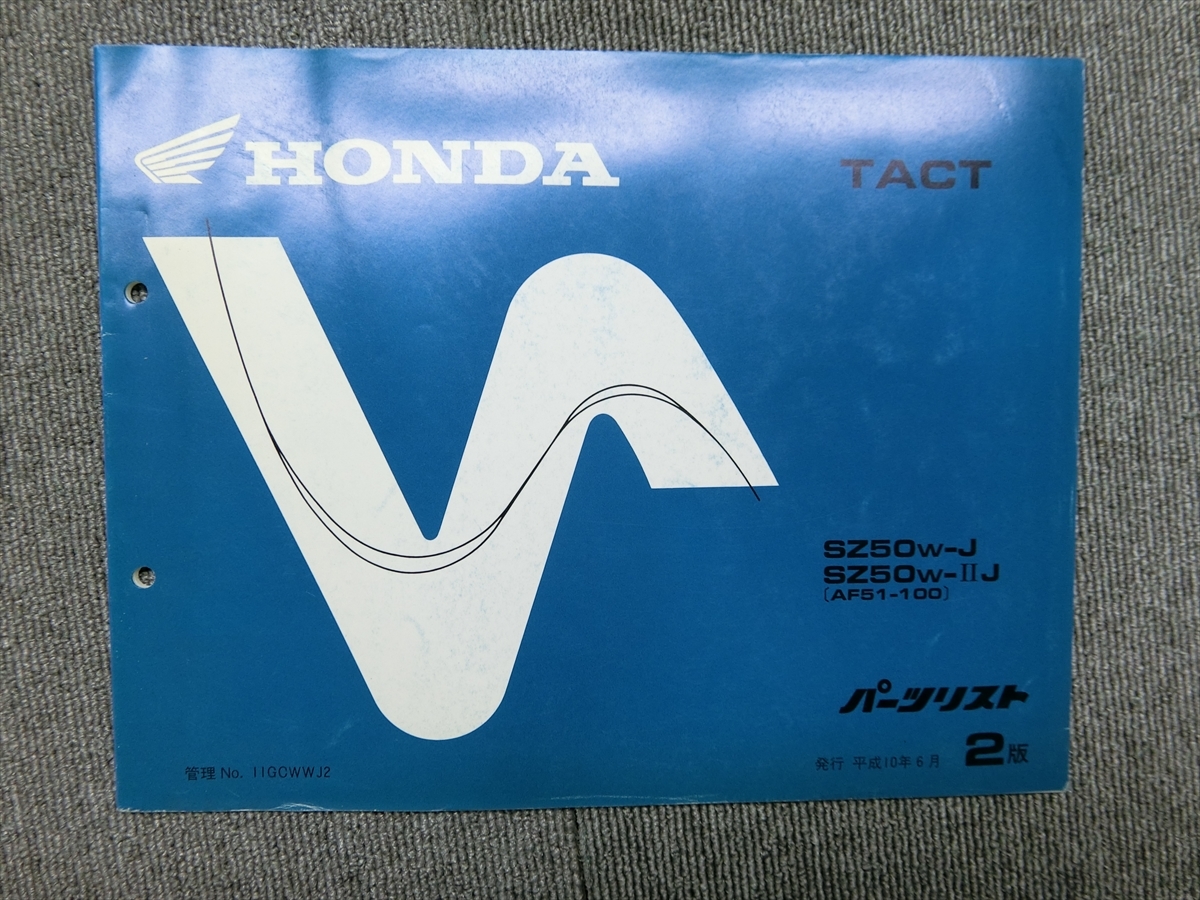 HONDA
TACT
SZ50W-J
SZ50W-ⅡJ
〔AF51-100〕
パーツリスト
2版
発行 平成10年6月
管理 No. 11GCWWJ2